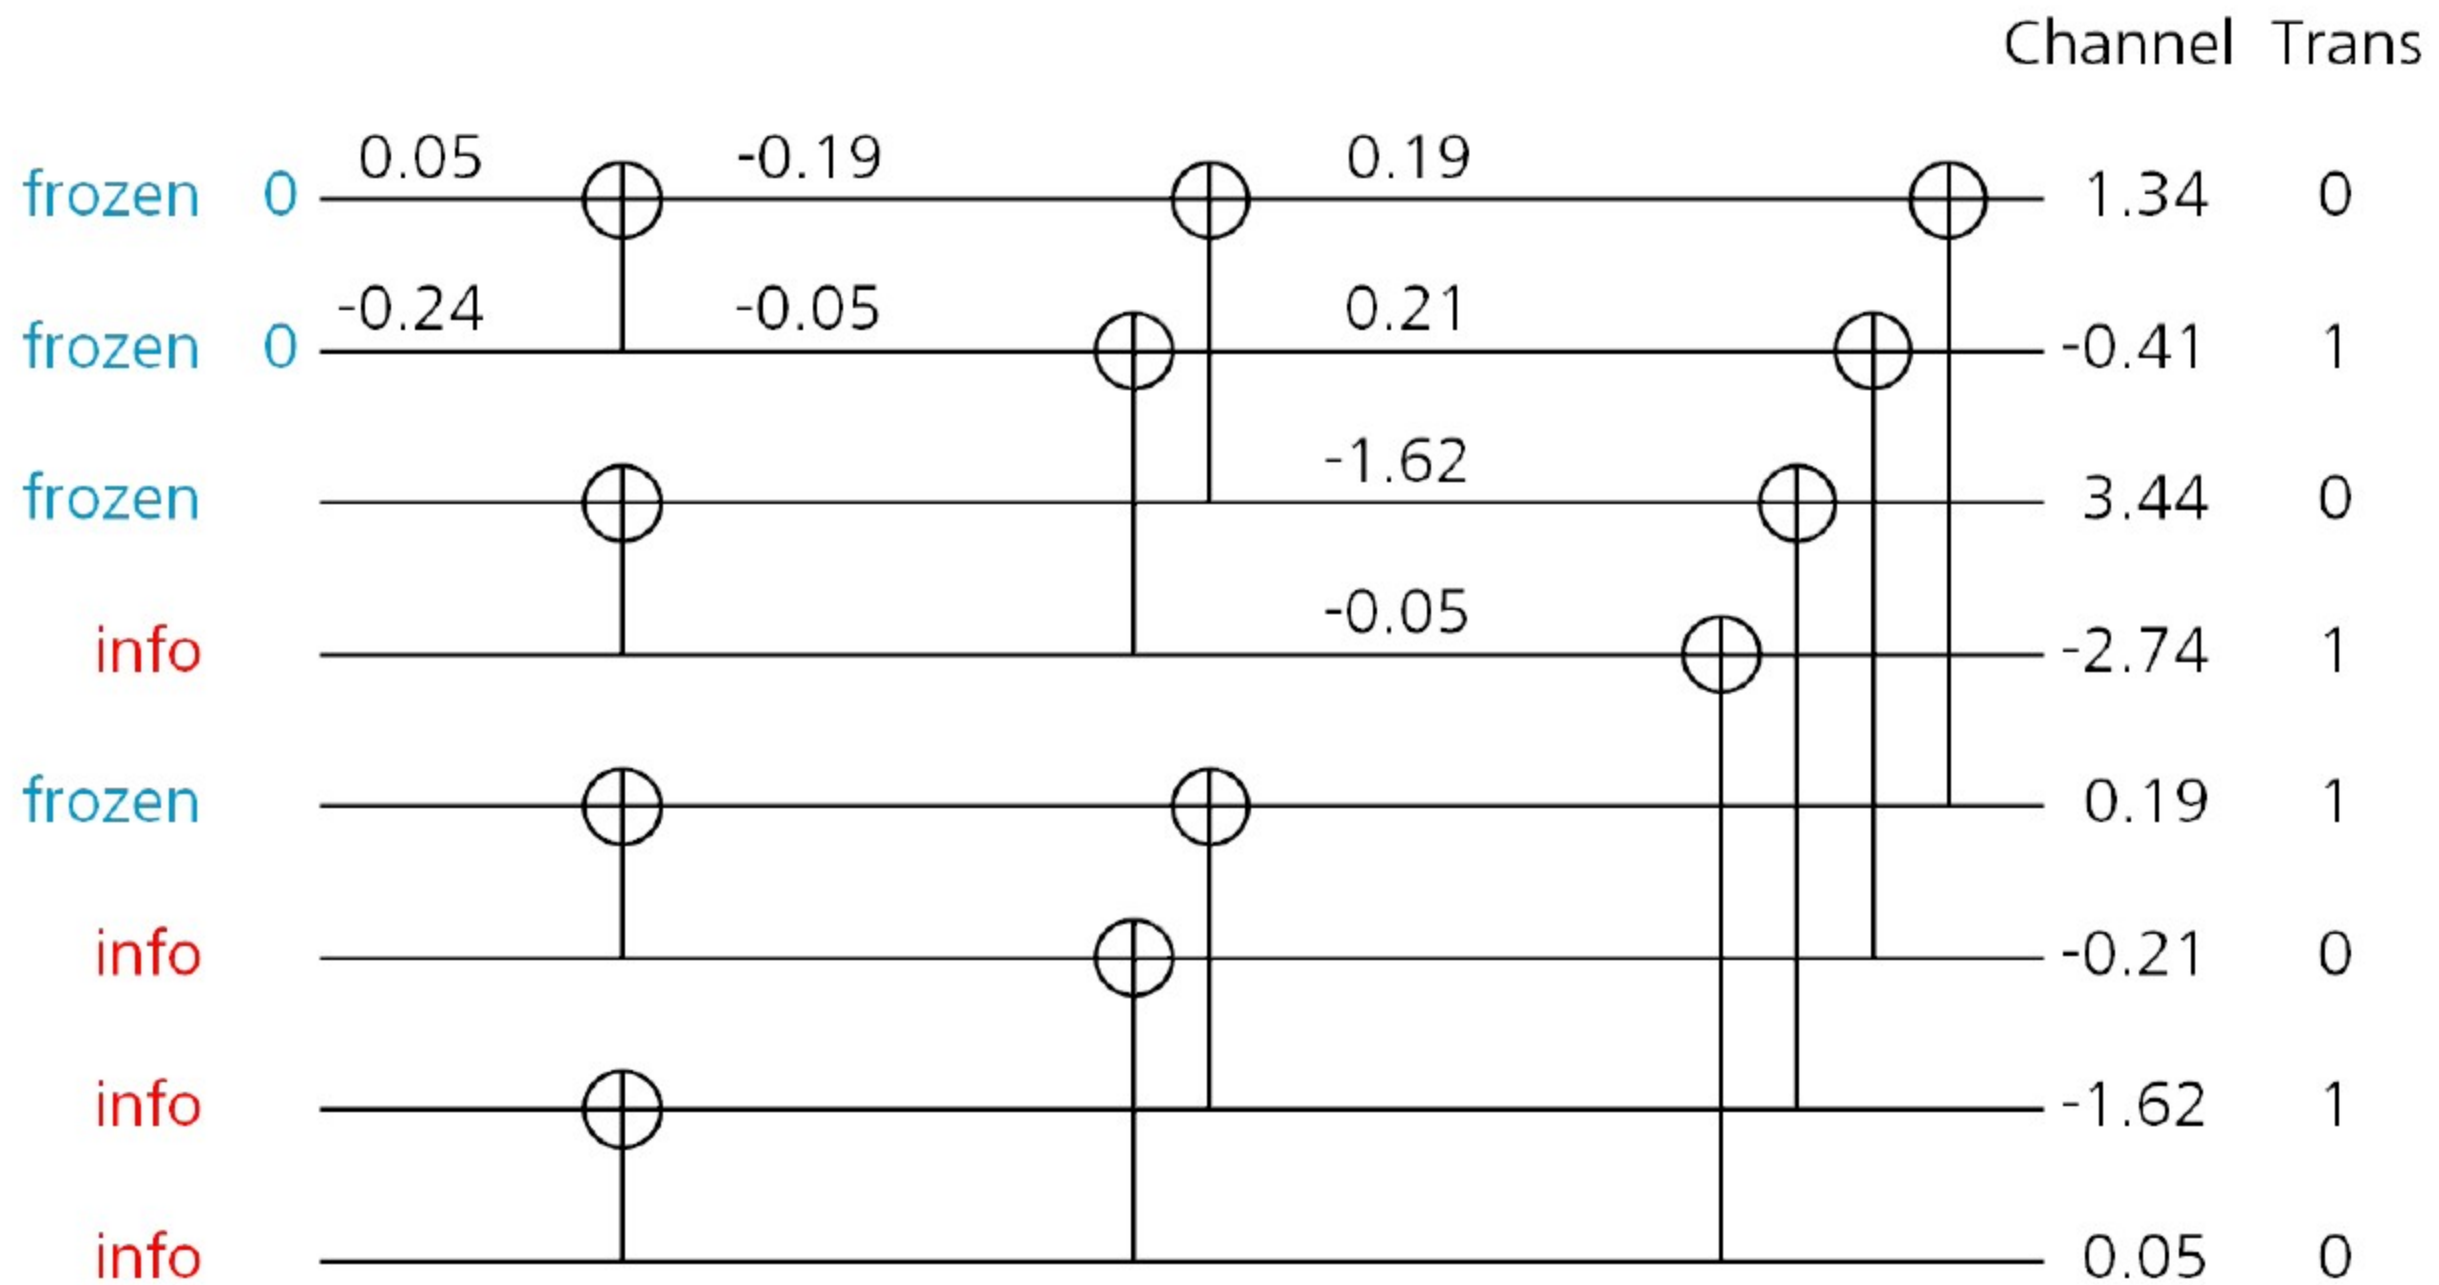 Channel Trans
frozen 0 0.05 -0.19 0.19 1.34 0
frozen 0 -0.24 -0.05 0.21 -0.41 1
frozen -1.62 3.44 0
info -0.05 -2.74 1
frozen 0.19 1
info -0.21 0
info -1.62 1
info 0.05 0